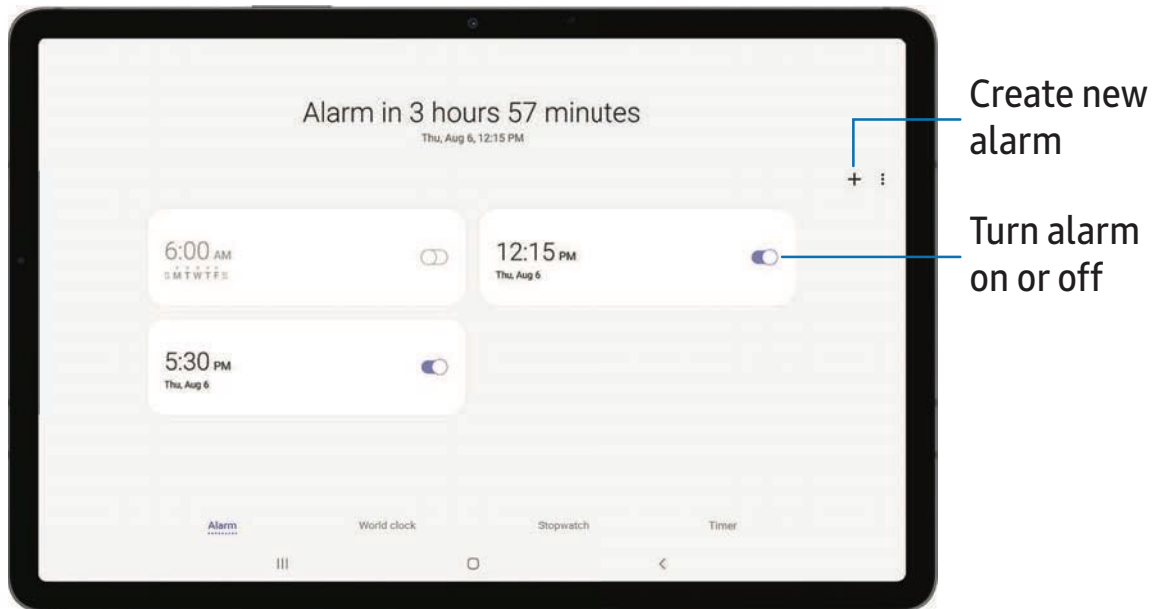 Alarm in 3 hours 57 minutes
Thu, Aug 6, 12:15 PM
Create new
alarm
6:00 AM
S M T W T F S
12:15 PM
Thu, Aug 6
Turn alarm
on or off
5:30 PM
Thu, Aug 6
Alarm World clock Stopwatch Timer